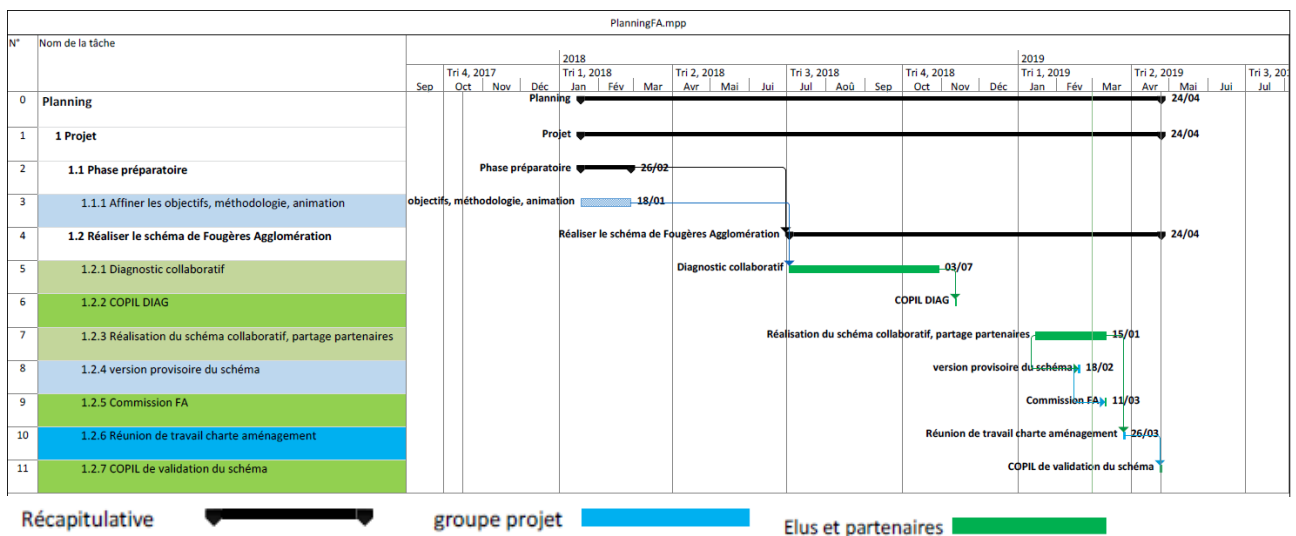 PlanningFA.mpp
N° Nom de la tâche
2018 2019
Tri 4, 2017 Tri 1, 2018 Tri 2, 2018 Tri 3, 2018 Tri 4, 2018 Tri 1, 2019 Tri 2, 2019 Tri 3, 201
Sep Oct Nov Déc Jan Fév Mar Avr Mai Jui Jul Aoû Sep Oct Nov Déc Jan Fév Mar Avr Mai Jui Jul
0 Planning Planning 24/04
1 1 Projet Projet 24/04
2 1.1 Phase préparatoire Phase préparatoire 26/02
3 1.1.1 Affiner les objectifs, méthodologie, animation objectifs, méthodologie, animation 18/01
4 1.2 Réaliser le schéma de Fougères Agglomération Réaliser le schéma de Fougères Agglomération 24/04
5 1.2.1 Diagnostic collaboratif Diagnostic collaboratif 03/07
6 1.2.2 COPIL DIAG COPIL DIAG
7 1.2.3 Réalisation du schéma collaboratif, partage partenaires Réalisation du schéma collaboratif, partage partenaires 15/01
8 1.2.4 version provisoire du schéma version provisoire du schéma 18/02
9 1.2.5 Commission FA Commission FA 11/03
10 1.2.6 Réunion de travail charte aménagement Réunion de travail charte aménagement 26/03
11 1.2.7 COPIL de validation du schéma COPIL de validation du schéma
Récapitulative groupe projet Elus et partenaires